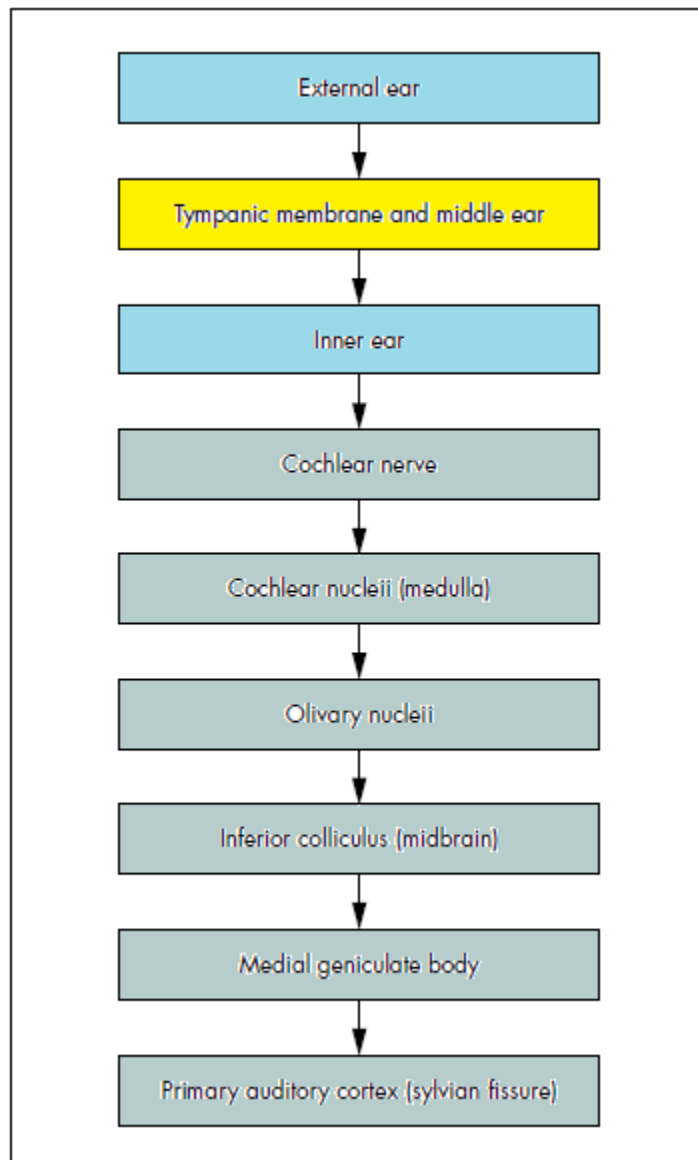 External ear
Tympanic membrane and middle ear
Inner ear
Cochlear nerve
Cochlear nucleii (medulla)
Olivary nucleii
Inferior colliculus (midbrain)
Medial geniculate body
Primary auditory cortex (sylvian fissure)